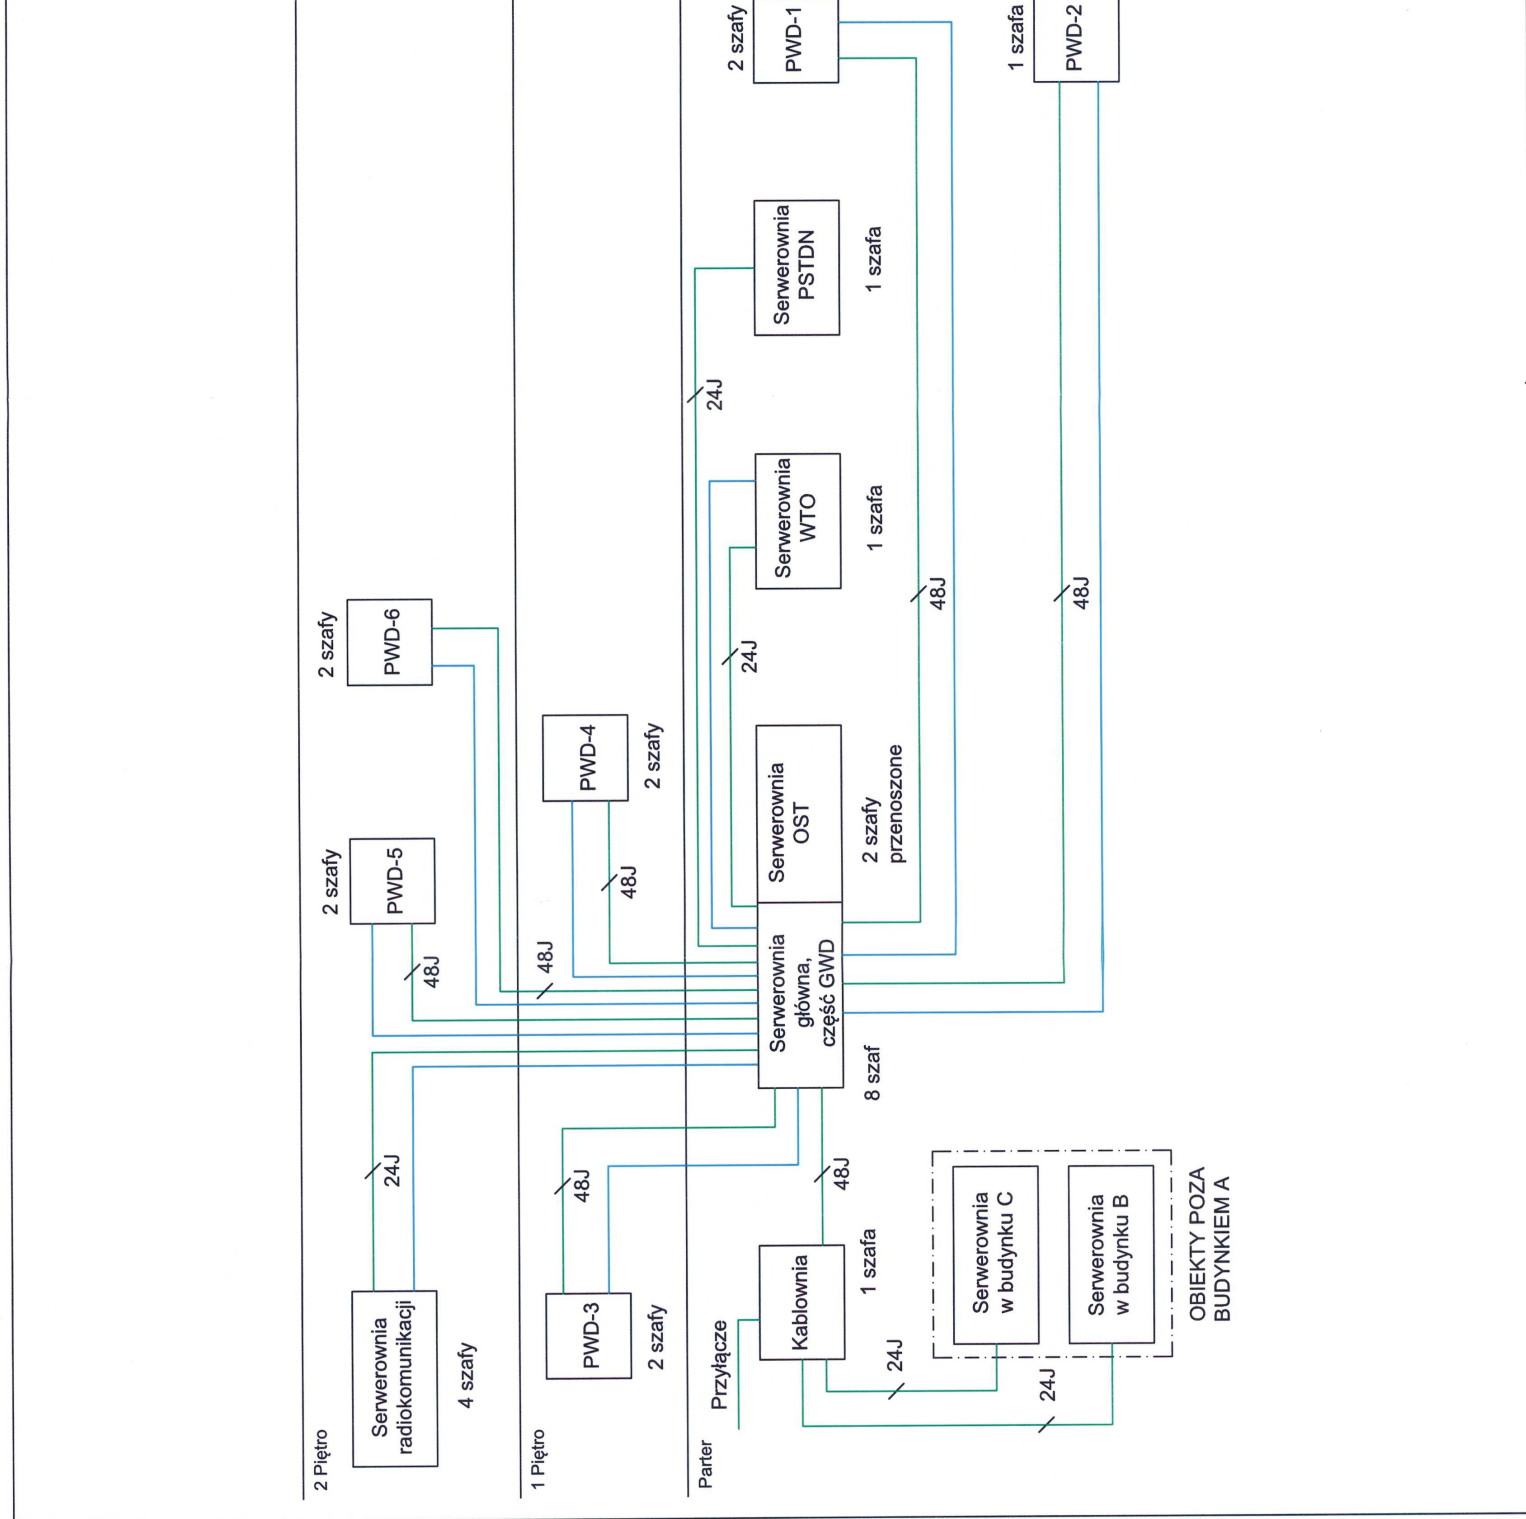 2 Piętro
Serwerownia
radiokomunikacji
4 szafy
24J
2 szafy
PWD-5
48J
2 szafy
PWD-6
48J
1 Piętro
PWD-3
2 szafy
48J
PWD-4
2 szafy
48J
Parter
Przyłącze
Kablownia
1 szafa
48J
Serwerownia
główna,
część GWD
8 szaf
Serwerownia
OST
2 szafy
przenoszone
24J
Serwerownia
WTO
1 szafa
24J
Serwerownia
PSTDN
1 szafa
2 szafy
PWD-1
48J
1 szafa
PWD-2
48J
24J
24J
Serwerownia
w budynku C
Serwerownia
w budynku B
OBIEKTY POZA
BUDYNKIEM A